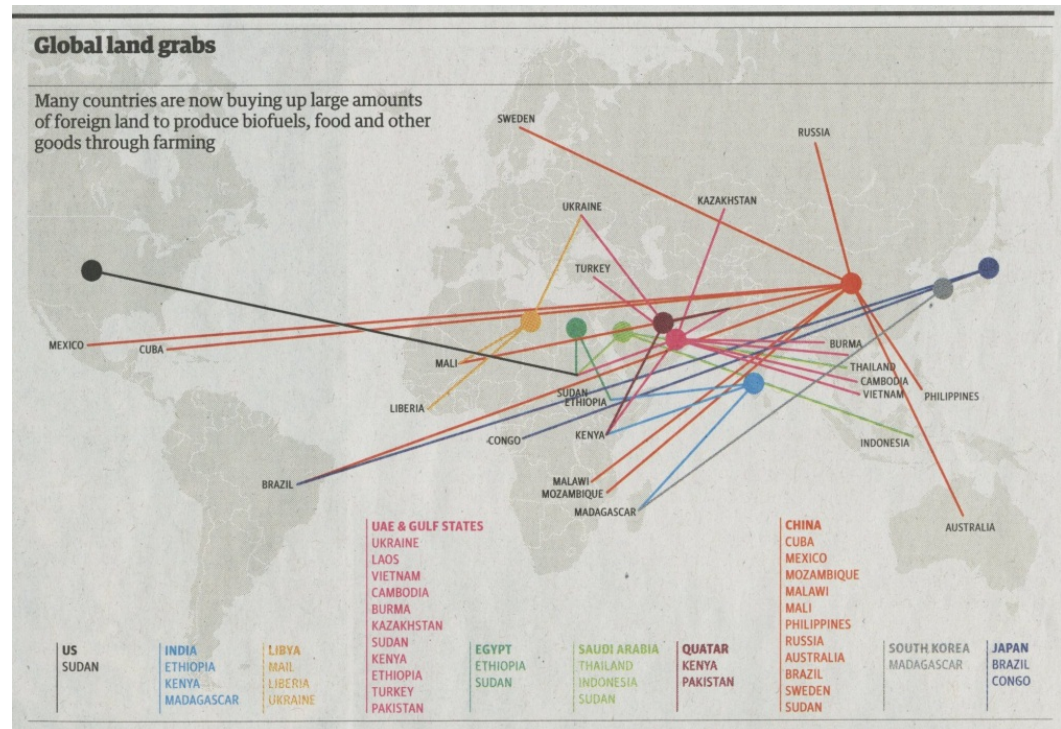 Global land grabs
Many countries are now buying up large amounts
of foreign land to produce biofuels, food and other
goods through farming
SWEDEN
RUSSIA
KAZAKHSTAN
UKRAINE
TURKEY
MEXICO
CUBA
MALI
BURMA
THAILAND
CAMBODIA
VIETNAM
PHILIPPINES
SUDAN
ETHIOPIA
LIBERIA
CONGO
KENYA
INDONESIA
BRAZIL
MALAWI
MOZAMBIQUE
MADAGASCAR
AUSTRALIA
US
SUDAN
INDIA
ETHIOPIA
KENYA
MADAGASCAR
LIBYA
MAIL
LIBERIA
UKRAINE
UAE & GULF STATES
UKRAINE
LAOS
VIETNAM
CAMBODIA
BURMA
KAZAKHSTAN
SUDAN
KENYA
ETHIOPIA
TURKEY
PAKISTAN
EGYPT
ETHIOPIA
SUDAN
SAUDI ARABIA
THAILAND
INDONESIA
SUDAN
QUATAR
KENYA
PAKISTAN
CHINA
CUBA
MEXICO
MOZAMBIQUE
MALAWI
MALI
PHILIPPINES
RUSSIA
AUSTRALIA
BRAZIL
SWEDEN
SUDAN
SOUTH KOREA
MADAGASCAR
JAPAN
BRAZIL
CONGO